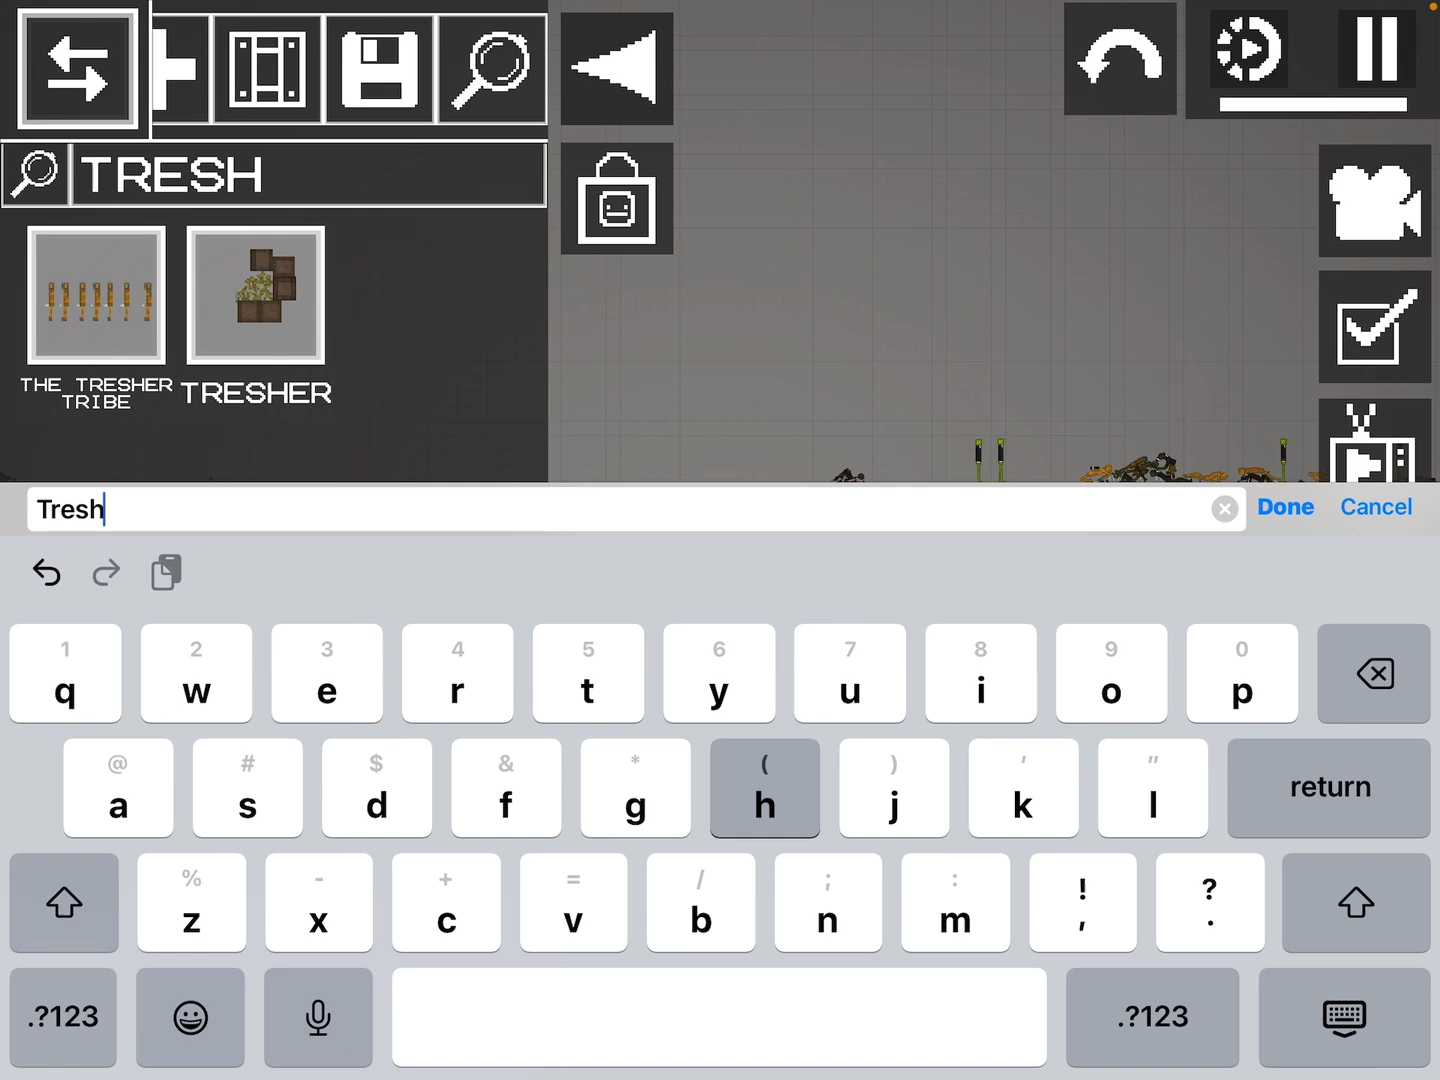 TRESH
THE TRESHER
TRIBE
TRESHER
Tresh
Done
Cancel
1 2 3 4 5 6 7 8 9 0
q w e r t y u i o p
@ # $ & * ( ) ' "
a s d f g h j k l
return
% - + = / ; : ! ?
z x c v b n m , .
.?123
.?123